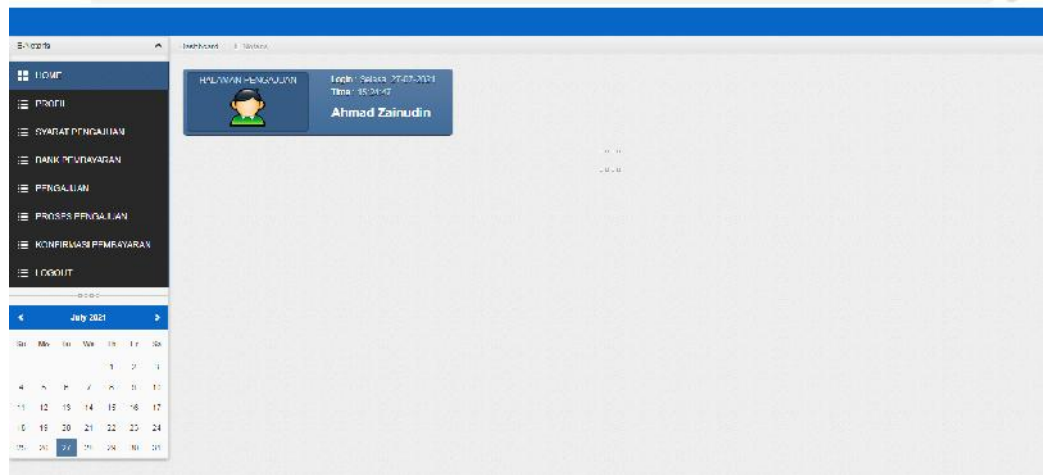 E-Notaris
Dashboard
HOME
PROFIL
SYARAT PENGAJUAN
BANK PEMBAYARAN
PENGAJUAN
PROSES PENGAJUAN
KONFIRMASI PEMBAYARAN
LOGOUT
HALAMAN PENGAJUAN
Login : Selasa, 27-07-2021
Time : 15:24:47
Ahmad Zainudin
July 2021
Su Mo Tu We Th Fr Sa
1 2 3
4 5 6 7 8 9 10
11 12 13 14 15 16 17
18 19 20 21 22 23 24
25 26 27 28 29 30 31